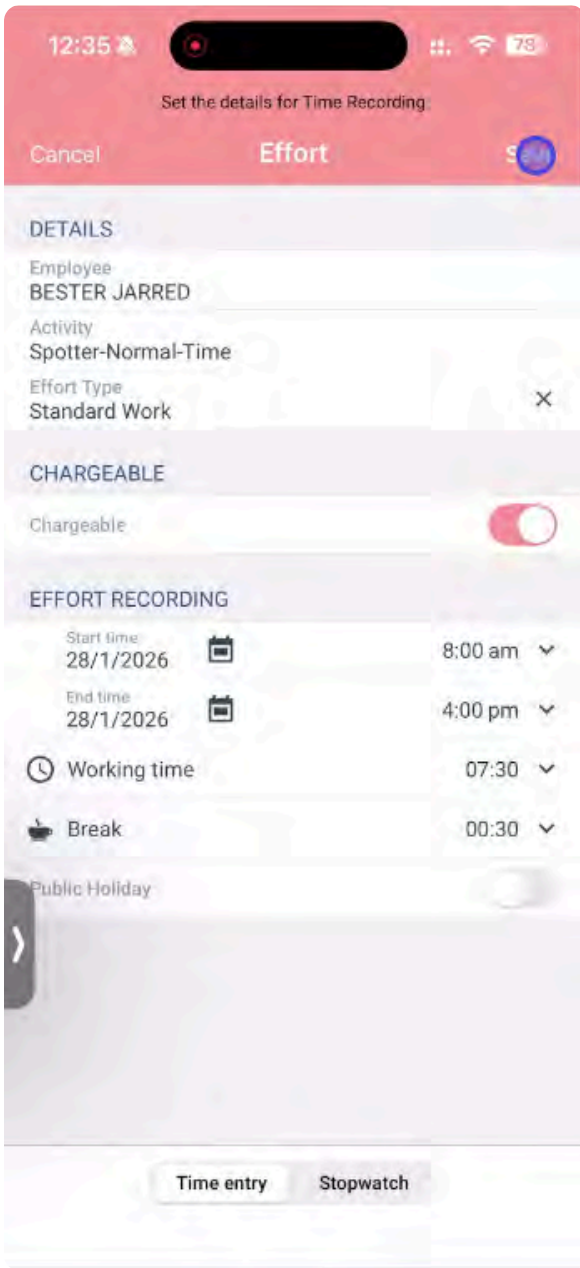 12:35
78
Set the details for Time Recording
Cancel
Effort
DETAILS
Employee
BESTER JARRED
Activity
Spotter-Normal-Time
Effort Type
Standard Work
CHARGEABLE
Chargeable
EFFORT RECORDING
Start time
28/1/2026
8:00 am
End time
28/1/2026
4:00 pm
Working time
07:30
Break
00:30
Public Holiday
Time entry
Stopwatch